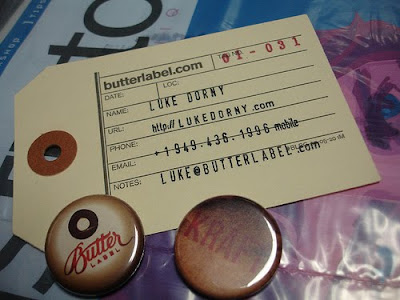 butterlabel.com
01-031
DATE:
LOC:
NAME: LUKE DORNY
URL: http:// LUKEDORNY.com
PHONE: +1 949.436.1996 mobile
EMAIL: LUKE@BUTTERLABEL.com
NOTES:
Butter
LABEL
KRAF